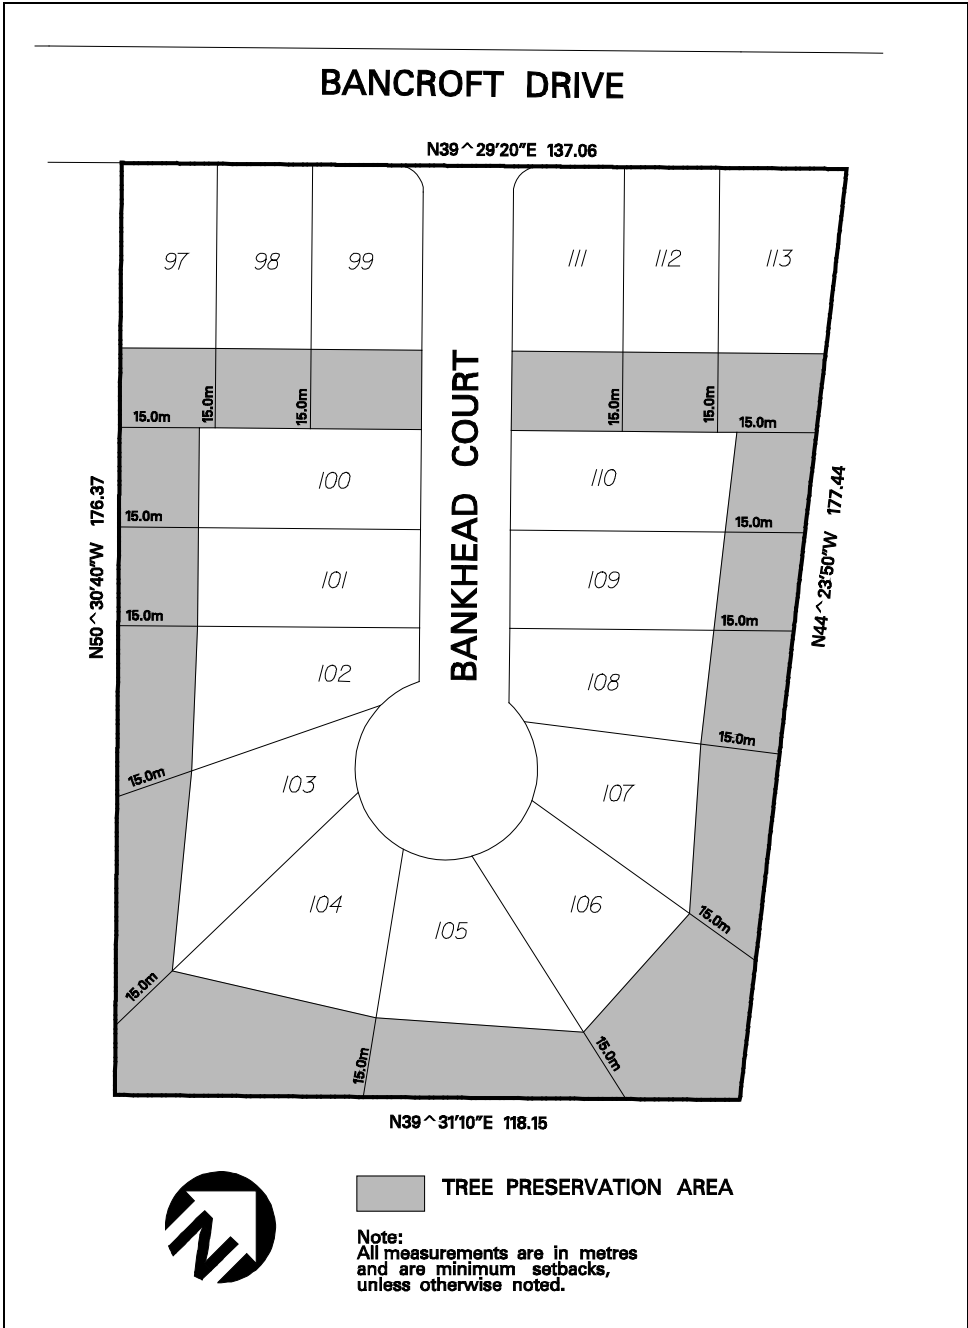 BANCROFT DRIVE
N39^29'20"E 137.06
97
98
99
111
112
113
15.0m
15.0m
15.0m
15.0m
15.0m
15.0m
BANKHEAD COURT
100
110
N50^30'40"W 176.37
N44^23'50"W 177.44
15.0m
15.0m
101
109
15.0m
15.0m
102
108
15.0m
15.0m
103
107
104
105
106
15.0m
15.0m
15.0m
15.0m
N39^31'10"E 118.15
N
TREE PRESERVATION AREA
Note:
All measurements are in metres
and are minimum setbacks,
unless otherwise noted.